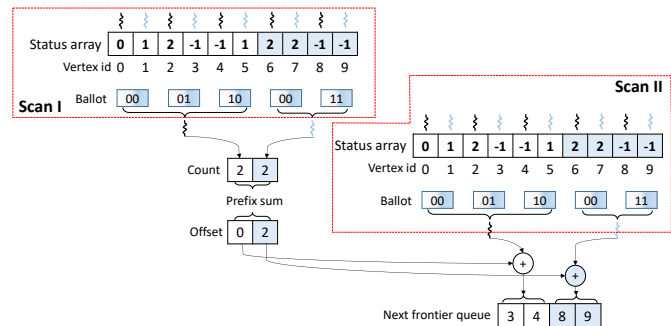 Status array 0 1 2 -1 -1 1 2 2 -1 -1
Vertex id 0 1 2 3 4 5 6 7 8 9
Scan I
Ballot 00 01 10 00 11
Scan II
Status array 0 1 2 -1 -1 1 2 2 -1 -1
Vertex id 0 1 2 3 4 5 6 7 8 9
Count 2 2
Ballot 00 01 10 00 11
Prefix sum
Offset 0 2
+ +
Next frontier queue 3 4 8 9